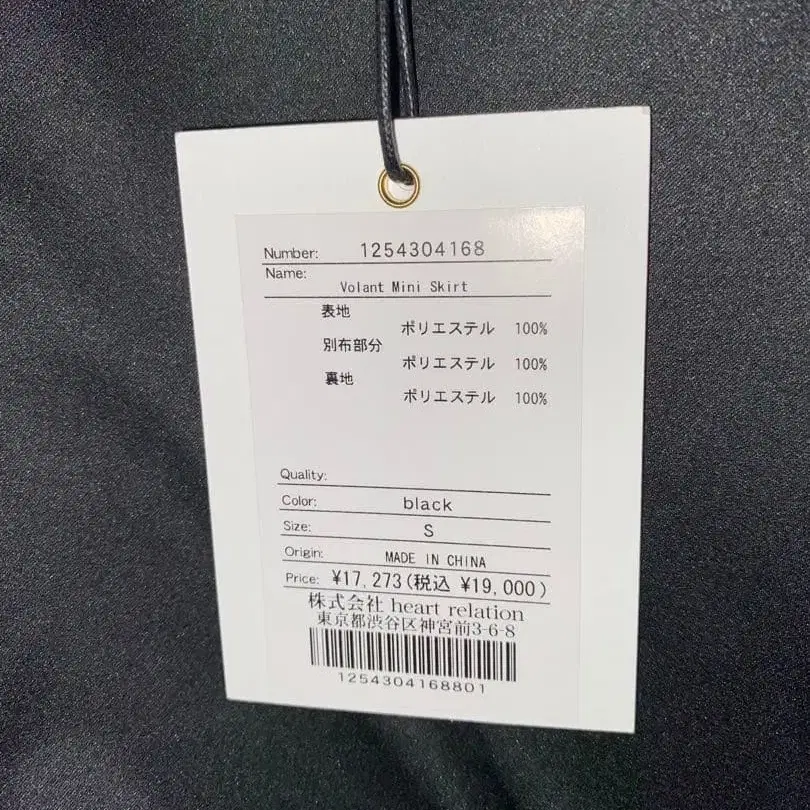 Number: 1254304168
Name:
Volant Mini Skirt
表地
ポリエステル 100%
別布部分
ポリエステル 100%
裏地
ポリエステル 100%
Quality:
Color: black
Size: S
Origin: MADE IN CHINA
Price: ¥17,273(税込 ¥19,000)
株式会社 heart relation
東京都渋谷区神宮前3-6-8
1254304168801